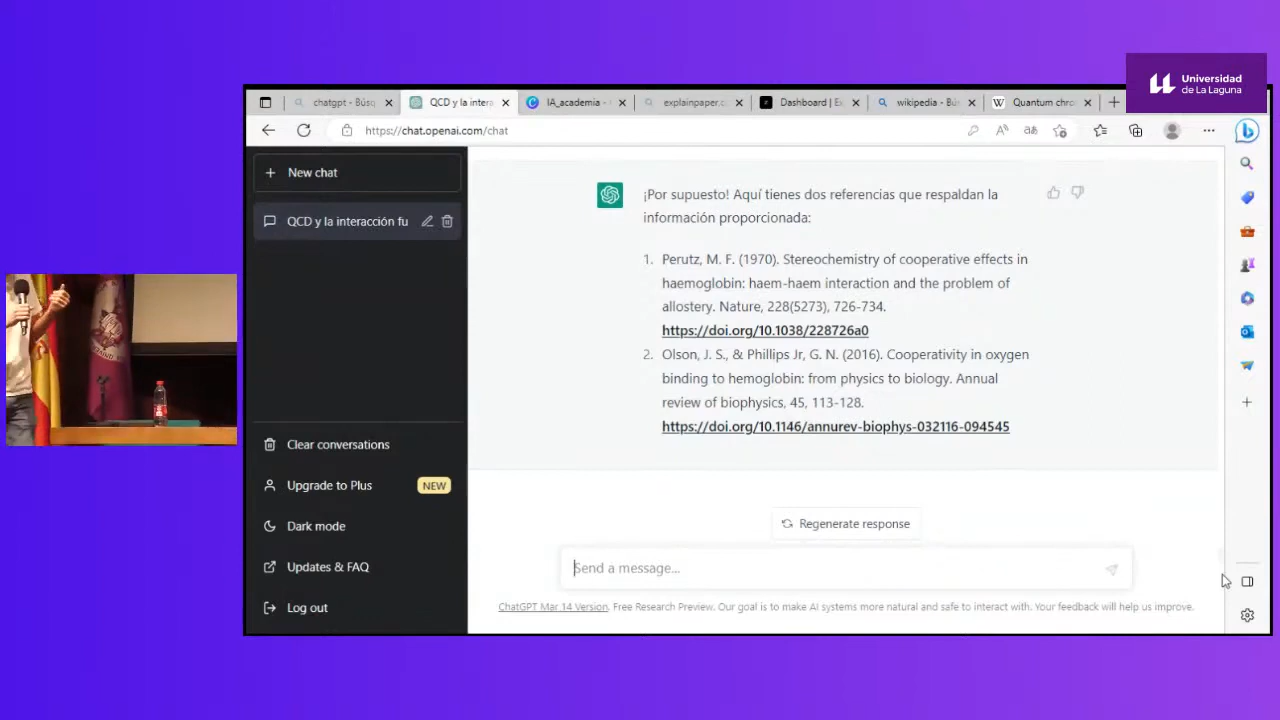 Universidad
de La Laguna
chatgpt - Búsq
QCD y la intera
IA_academia -
explainpaper.c
Dashboard | Ex
wikipedia - Bús
Quantum chro
https://chat.openai.com/chat
New chat
QCD y la interacción fu
Clear conversations
Upgrade to Plus NEW
Dark mode
Updates & FAQ
Log out
¡Por supuesto! Aquí tienes dos referencias que respaldan la
información proporcionada:
1. Perutz, M. F. (1970). Stereochemistry of cooperative effects in
haemoglobin: haem-haem interaction and the problem of
allostery. Nature, 228(5273), 726-734.
https://doi.org/10.1038/228726a0
2. Olson, J. S., & Phillips Jr, G. N. (2016). Cooperativity in oxygen
binding to hemoglobin: from physics to biology. Annual
review of biophysics, 45, 113-128.
https://doi.org/10.1146/annurev-biophys-032116-094545
Regenerate response
Send a message...
ChatGPT Mar 14 Version. Free Research Preview. Our goal is to make AI systems more natural and safe to interact with. Your feedback will help us improve.